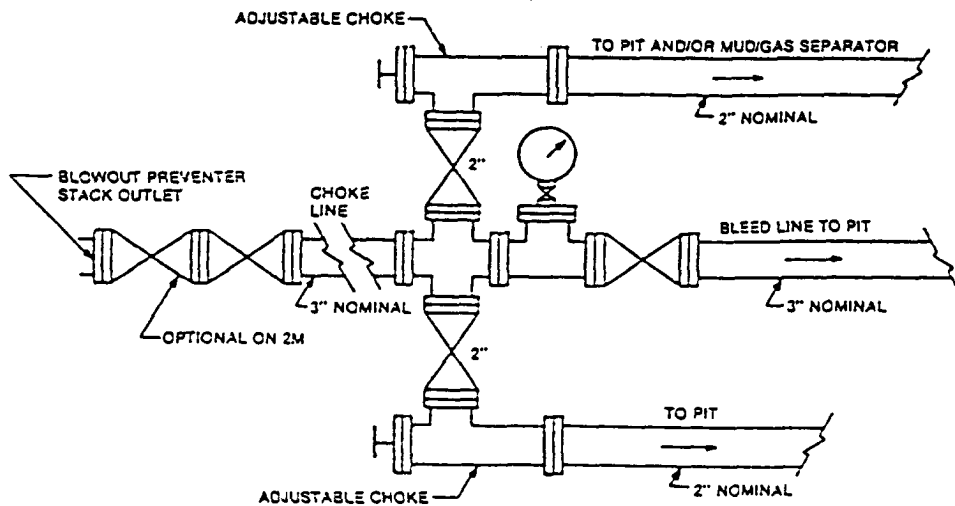 ADJUSTABLE CHOKE
TO PIT AND/OR MUD/GAS SEPARATOR
2" NOMINAL
2"
BLOWOUT PREVENTER
STACK OUTLET
CHOKE
LINE
BLEED LINE TO PIT
3" NOMINAL
3" NOMINAL
OPTIONAL ON 2M
2"
TO PIT
ADJUSTABLE CHOKE
2" NOMINAL